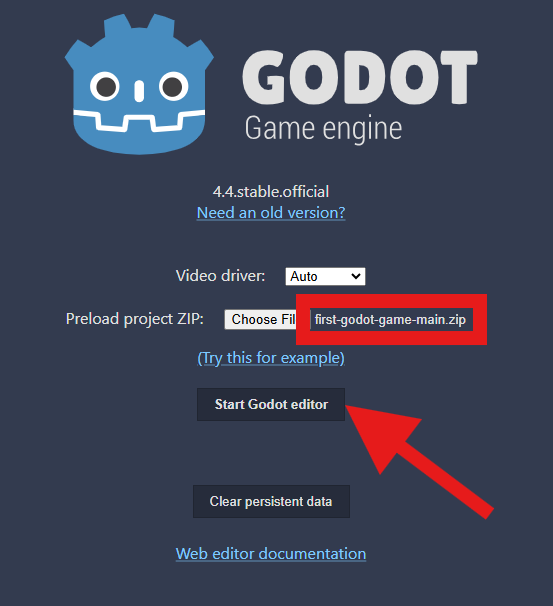 GODOT
Game engine
4.4.stable.official
Need an old version?
Video driver: Auto
Preload project ZIP: Choose Fil first-godot-game-main.zip
(Try this for example)
Start Godot editor
Clear persistent data
Web editor documentation